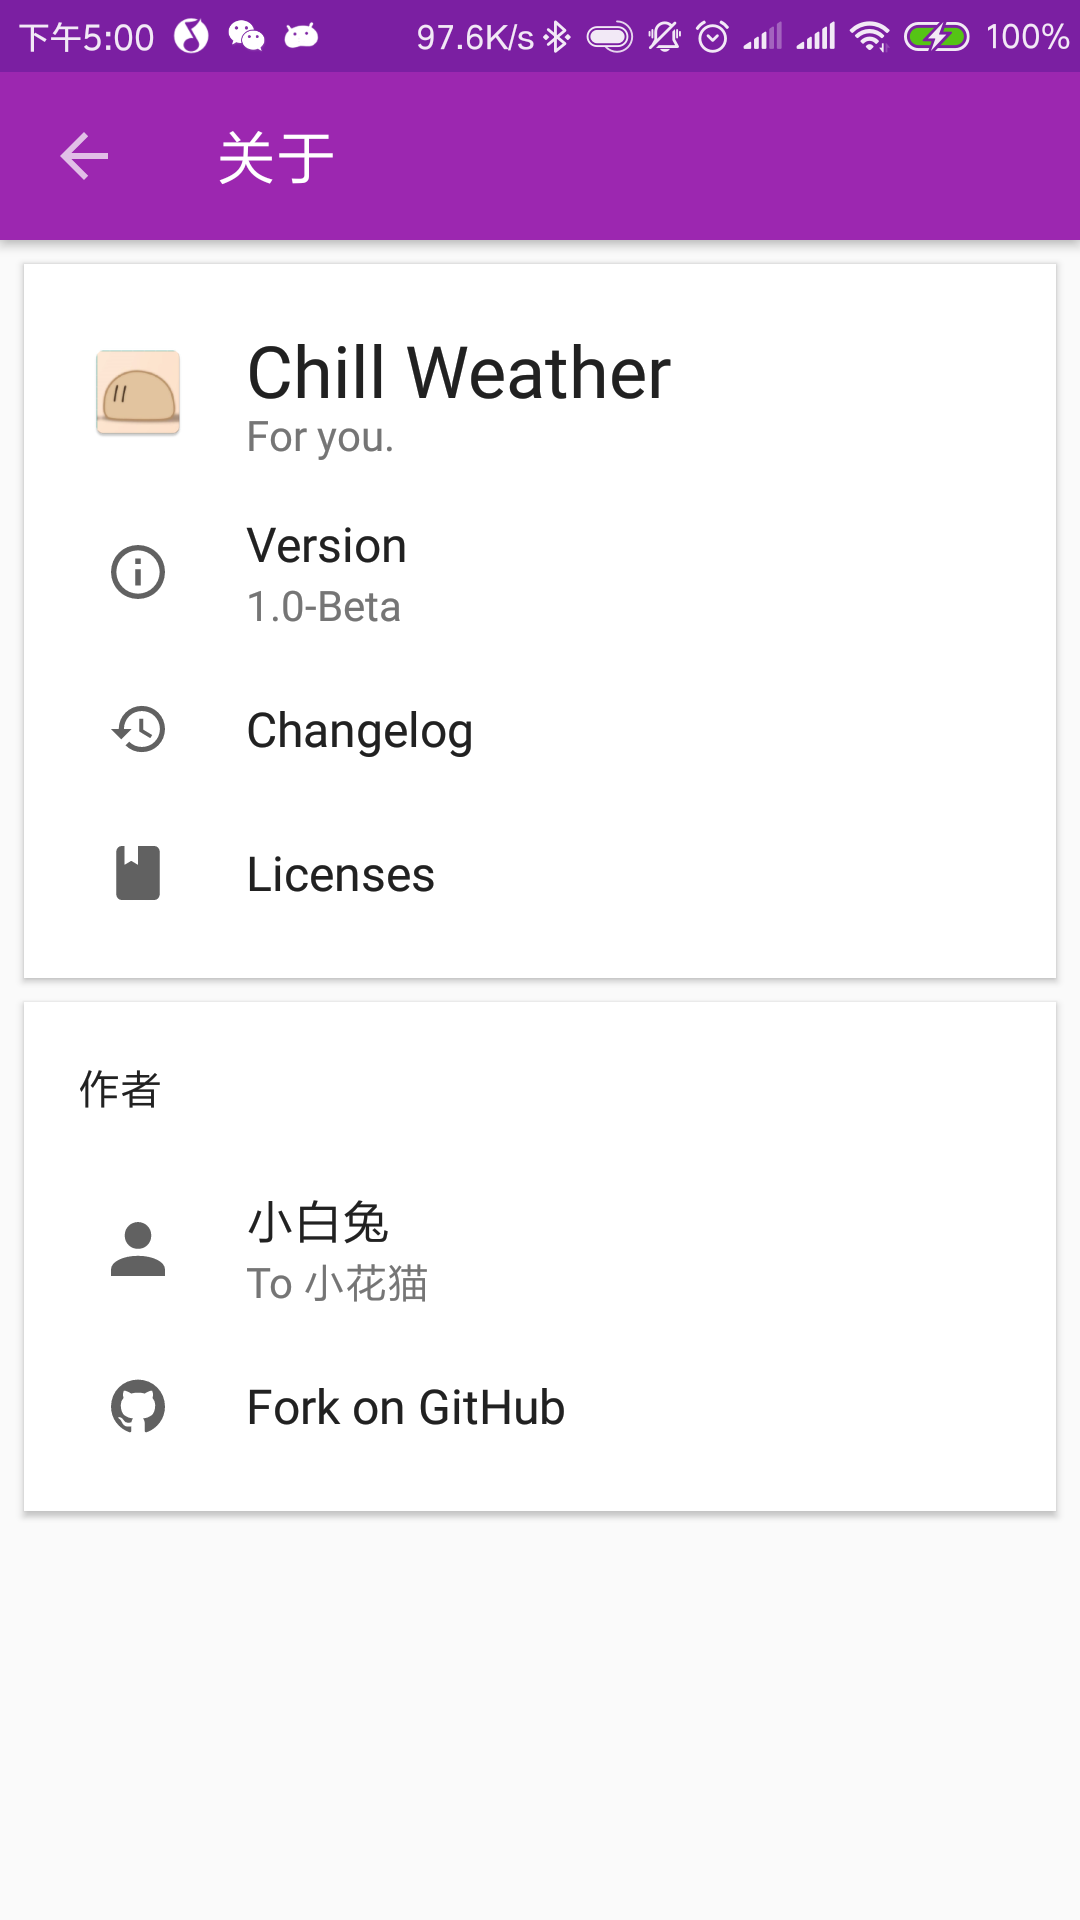 下午5:00 97.6K/s 100%
关于
Chill Weather
For you.
Version
1.0-Beta
Changelog
Licenses
作者
小白兔
To 小花猫
Fork on GitHub